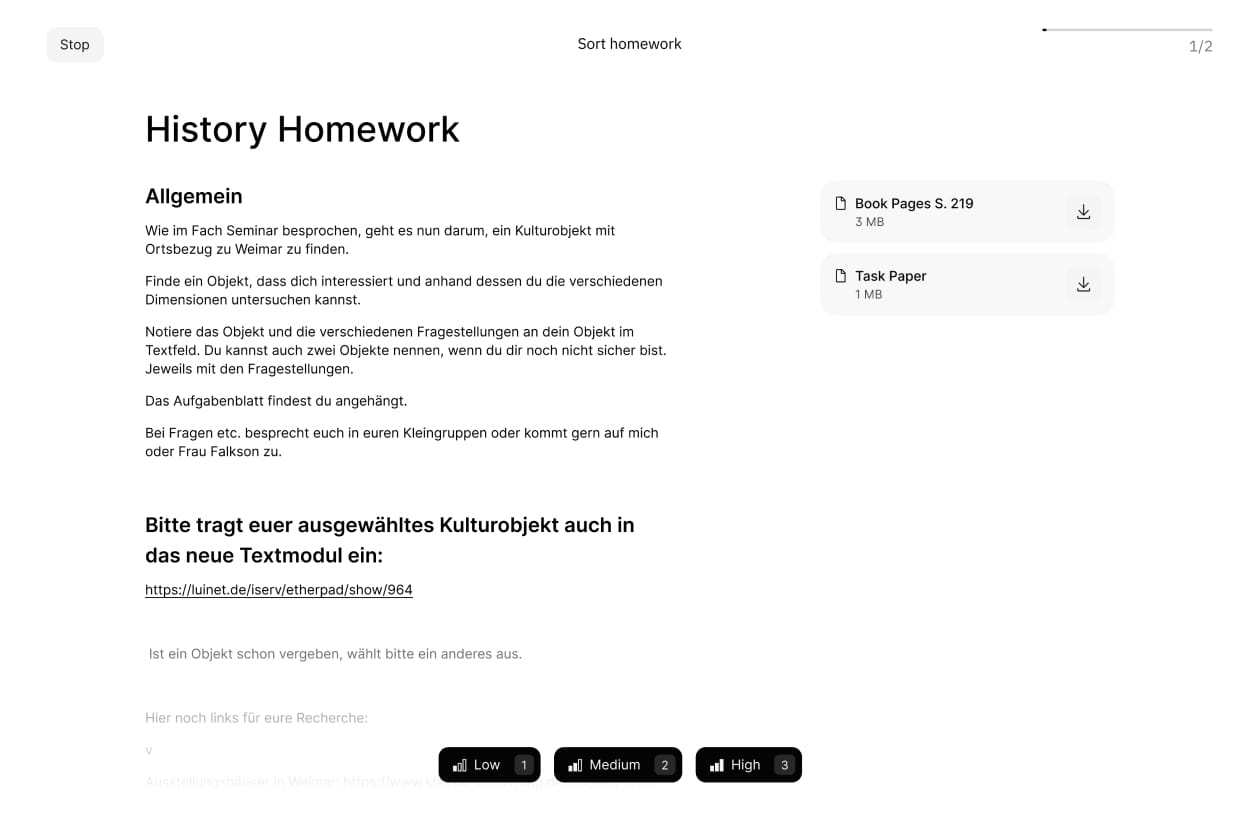 Stop
Sort homework
1/2
History Homework
Allgemein
Wie im Fach Seminar besprochen, geht es nun darum, ein Kulturobjekt mit
Ortsbezug zu Weimar zu finden.
Finde ein Objekt, dass dich interessiert und anhand dessen du die verschiedenen
Dimensionen untersuchen kannst.
Notiere das Objekt und die verschiedenen Fragestellungen an dein Objekt im
Textfeld. Du kannst auch zwei Objekte nennen, wenn du dir noch nicht sicher bist.
Jeweils mit den Fragestellungen.
Das Aufgabenblatt findest du angehängt.
Bei Fragen etc. besprecht euch in euren Kleingruppen oder kommt gern auf mich
oder Frau Falkson zu.
Bitte tragt euer ausgewähltes Kulturobjekt auch in
das neue Textmodul ein:
https://luinet.de/iserv/etherpad/show/964
Ist ein Objekt schon vergeben, wählt bitte ein anderes aus.
Hier noch links für eure Recherche:
v
Ausstellungshäuser in Weimar:
Book Pages S. 219
3 MB
Task Paper
1 MB
Low 1
Medium 2
High 3